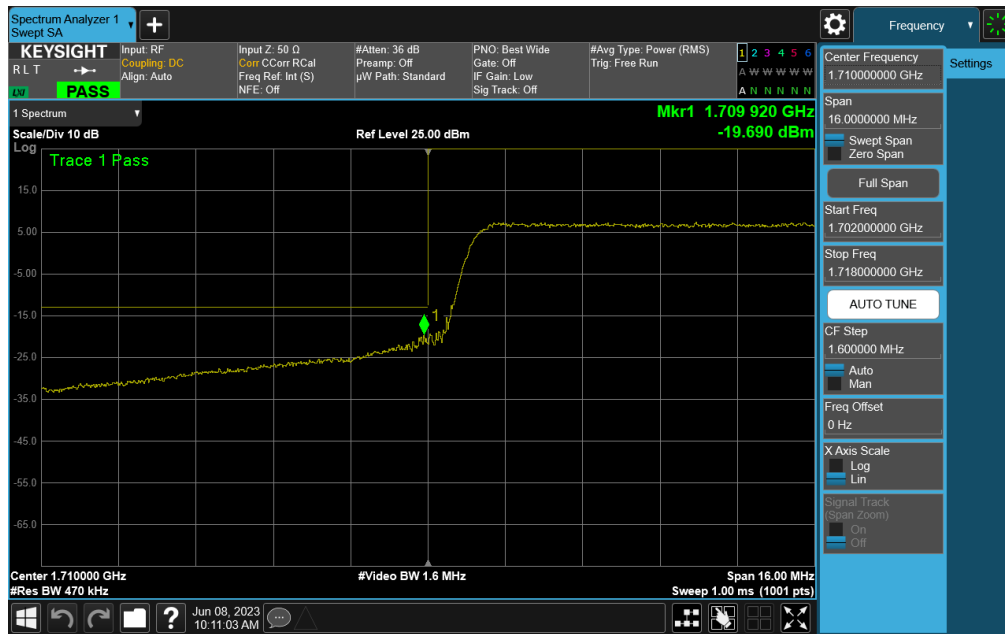 Spectrum Analyzer 1
Swept SA
Frequency
KEYSIGHT
R L T
LXI
PASS
Input: RF
Coupling: DC
Align: Auto
Input Z: 50 Ω
Corr CCorr RCal
Freq Ref: Int (S)
NFE: Off
#Atten: 36 dB
Preamp: Off
µW Path: Standard
PNO: Best Wide
Gate: Off
IF Gain: Low
Sig Track: Off
#Avg Type: Power (RMS)
Trig: Free Run
1 2 3 4 5 6
A W W W W W
A N N N N N
1 Spectrum
Mkr1 1.709 920 GHz
Scale/Div 10 dB
Ref Level 25.00 dBm
-19.690 dBm
Log
Trace 1 Pass
15.0
5.00
-5.00
-15.0
1
-25.0
-35.0
-45.0
-55.0
-65.0
Center 1.710000 GHz
#Video BW 1.6 MHz
Span 16.00 MHz
#Res BW 470 kHz
Sweep 1.00 ms (1001 pts)
Jun 08, 2023
10:11:03 AM
Center Frequency
1.710000000 GHz
Settings
Span
16.0000000 MHz
Swept Span
Zero Span
Full Span
Start Freq
1.702000000 GHz
Stop Freq
1.718000000 GHz
AUTO TUNE
CF Step
1.600000 MHz
Auto
Man
Freq Offset
0 Hz
X Axis Scale
Log
Lin
Signal Track
(Span Zoom)
On
Off